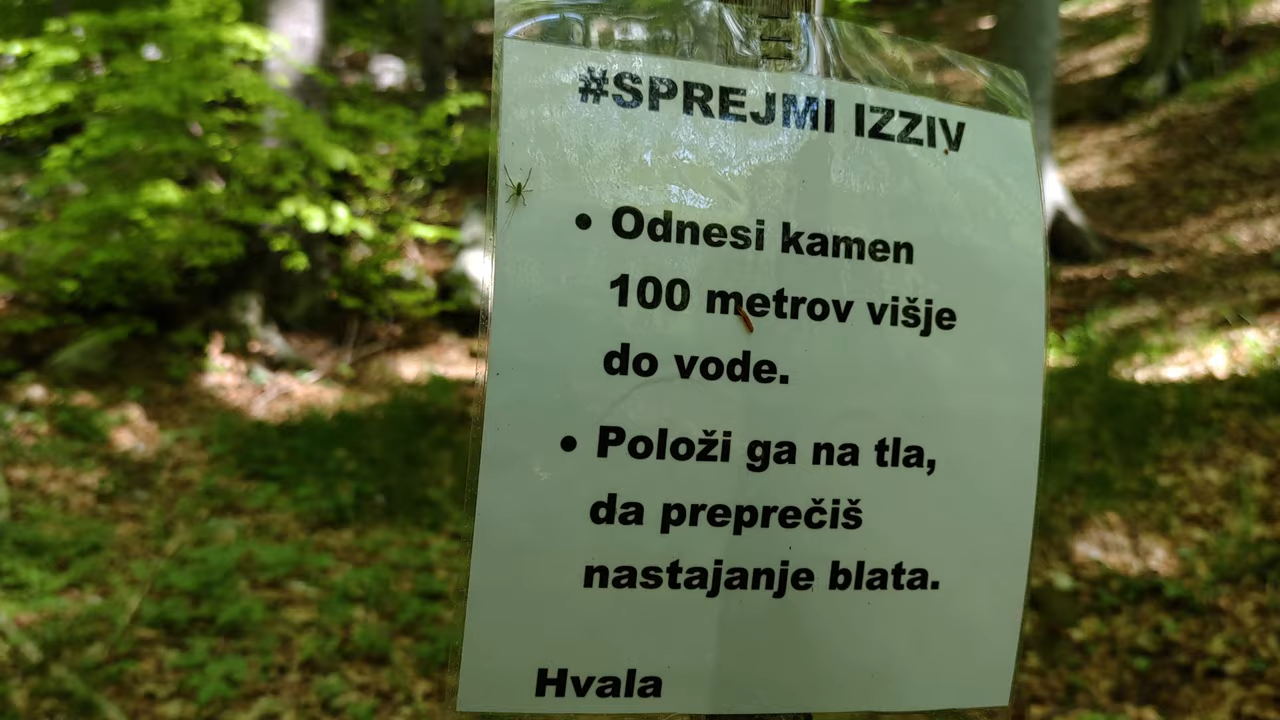 #SPREJMI IZZIV
• Odnesi kamen
100 metrov višje
do vode.
• Položi ga na tla,
da preprečiš
nastajanje blata.
Hvala